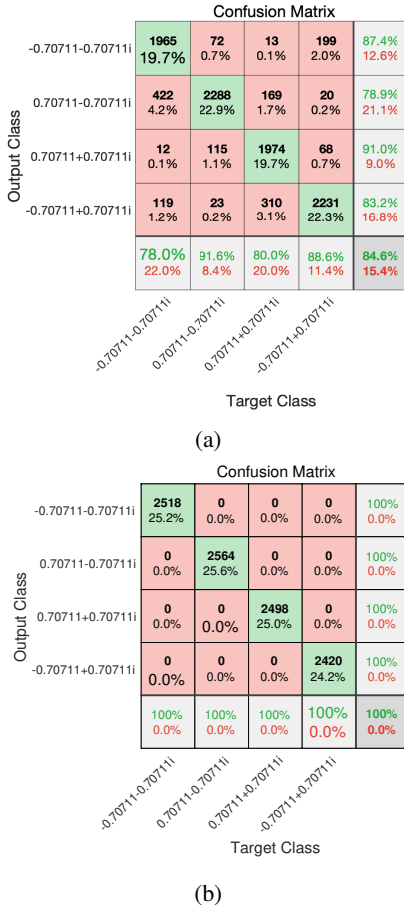 Confusion Matrix
-0.70711-0.70711i 1965 72 13 199 87.4%
19.7% 0.7% 0.1% 2.0% 12.6%
0.70711-0.70711i 422 2288 169 20 78.9%
4.2% 22.9% 1.7% 0.2% 21.1%
0.70711+0.70711i 12 115 1974 68 91.0%
0.1% 1.1% 19.7% 0.7% 9.0%
-0.70711+0.70711i 119 23 310 2231 83.2%
1.2% 0.2% 3.1% 22.3% 16.8%
78.0% 91.6% 80.0% 88.6% 84.6%
22.0% 8.4% 20.0% 11.4% 15.4%
Output Class
-0.70711-0.70711i 0.70711-0.70711i 0.70711+0.70711i -0.70711+0.70711i
Target Class
(a)
Confusion Matrix
-0.70711-0.70711i 2518 0 0 0 100%
25.2% 0.0% 0.0% 0.0% 0.0%
0.70711-0.70711i 0 2564 0 0 100%
0.0% 25.6% 0.0% 0.0% 0.0%
0.70711+0.70711i 0 0 2498 0 100%
0.0% 0.0% 25.0% 0.0% 0.0%
-0.70711+0.70711i 0 0 0 2420 100%
0.0% 0.0% 0.0% 24.2% 0.0%
100% 100% 100% 100% 100%
0.0% 0.0% 0.0% 0.0% 0.0%
Output Class
-0.70711-0.70711i 0.70711-0.70711i 0.70711+0.70711i -0.70711+0.70711i
Target Class
(b)